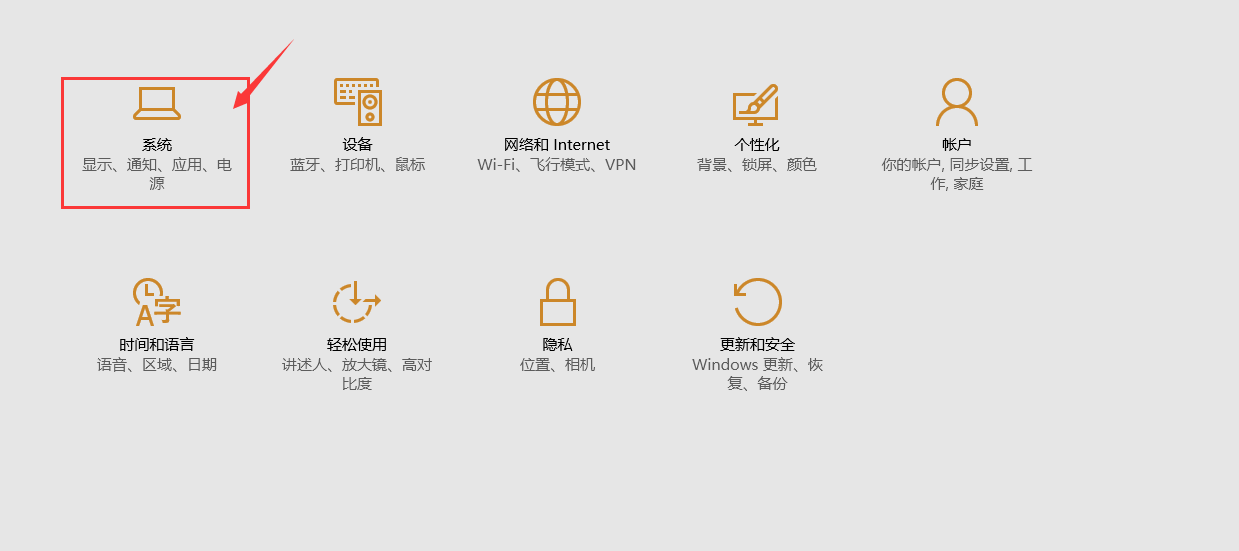 系统
显示、通知、应用、电
源
设备
蓝牙、打印机、鼠标
网络和 Internet
Wi-Fi、飞行模式、VPN
个性化
背景、锁屏、颜色
帐户
你的帐户, 同步设置, 工
作, 家庭
时间和语言
语音、区域、日期
轻松使用
讲述人、放大镜、高对
比度
隐私
位置、相机
更新和安全
Windows 更新、恢
复、备份